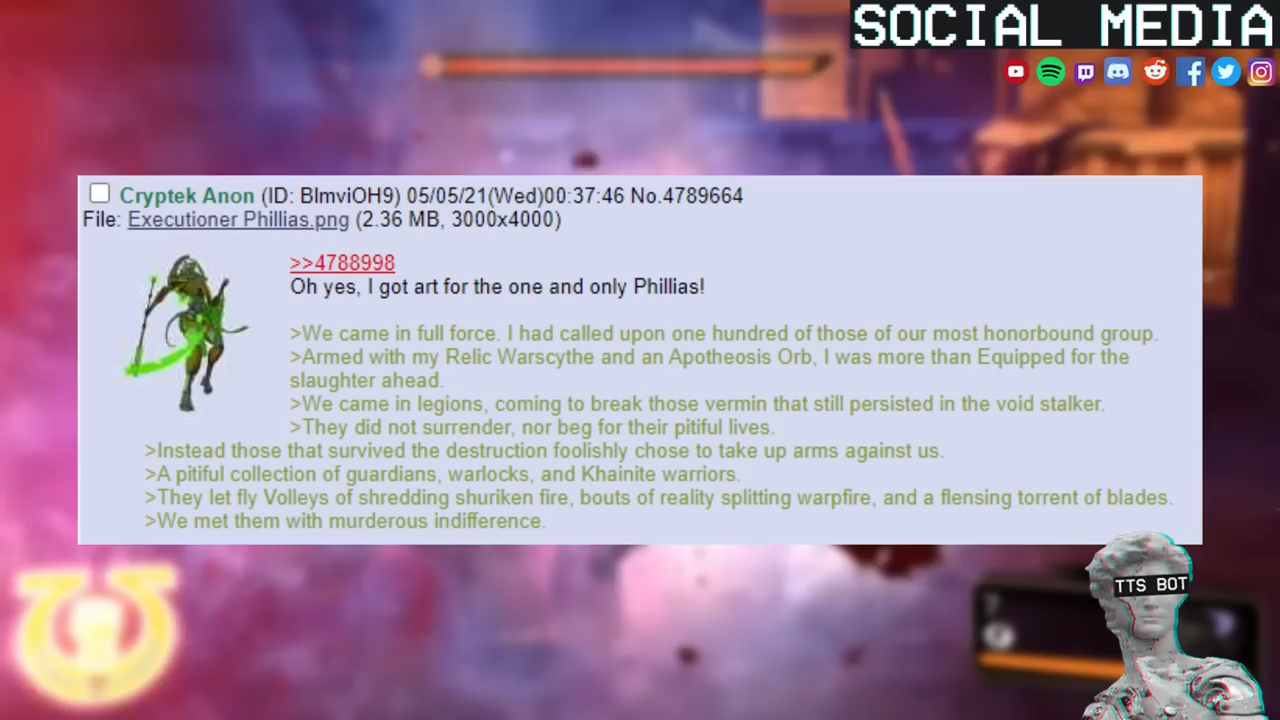 SOCIAL MEDIA
Cryptek Anon (ID: BlmviOH9) 05/05/21(Wed)00:37:46 No.4789664
File: Executioner Phillias.png (2.36 MB, 3000x4000)
>>4788998
Oh yes, I got art for the one and only Phillias!
>We came in full force. I had called upon one hundred of those of our most honorbound group.
>Armed with my Relic Warscythe and an Apotheosis Orb, I was more than Equipped for the
slaughter ahead.
>We came in legions, coming to break those vermin that still persisted in the void stalker.
>They did not surrender, nor beg for their pitiful lives.
>Instead those that survived the destruction foolishly chose to take up arms against us.
>A pitiful collection of guardians, warlocks, and Khainite warriors.
>They let fly Volleys of shredding shuriken fire, bouts of reality splitting warpfire, and a flensing torrent of blades.
>We met them with murderous indifference.
TTS BOT